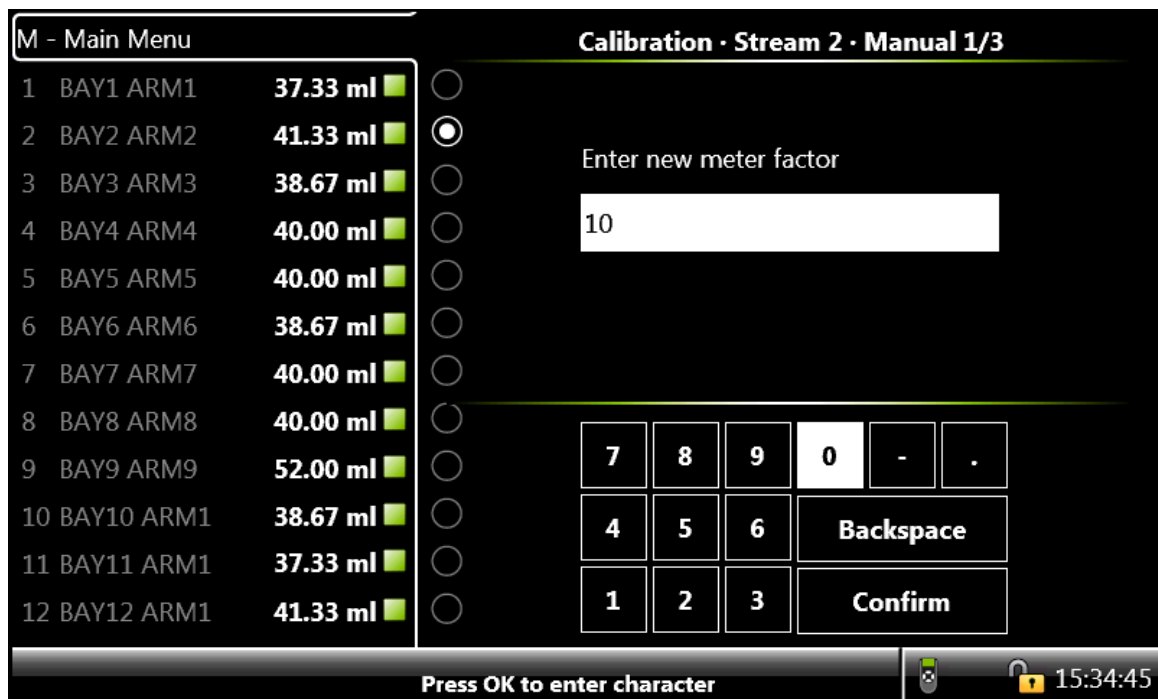 M - Main Menu
1 BAY1 ARM1 37.33 ml
2 BAY2 ARM2 41.33 ml
3 BAY3 ARM3 38.67 ml
4 BAY4 ARM4 40.00 ml
5 BAY5 ARM5 40.00 ml
6 BAY6 ARM6 38.67 ml
7 BAY7 ARM7 40.00 ml
8 BAY8 ARM8 40.00 ml
9 BAY9 ARM9 52.00 ml
10 BAY10 ARM1 38.67 ml
11 BAY11 ARM1 37.33 ml
12 BAY12 ARM1 41.33 ml
Calibration · Stream 2 · Manual 1/3
Enter new meter factor
10
7 8 9 0 - .
4 5 6 Backspace
1 2 3 Confirm
Press OK to enter character
15:34:45